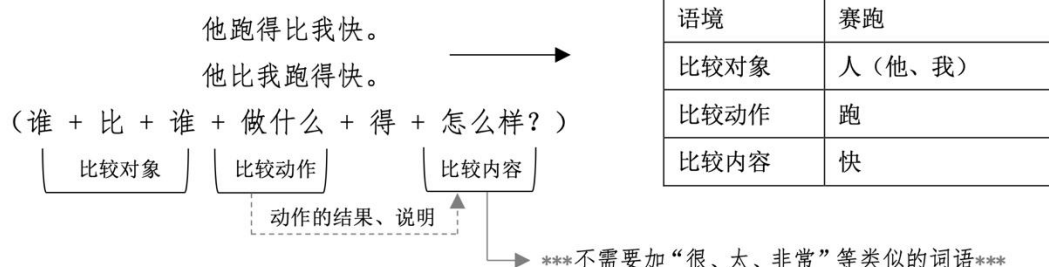 他跑得比我快。
他比我跑得快。
（谁 + 比 + 谁 + 做什么 + 得 + 怎么样？）
比较对象 比较动作 比较内容
动作的结果、说明
***不需要加“很、太、非常”等类似的词语***
语境 赛跑
比较对象 人（他、我）
比较动作 跑
比较内容 快